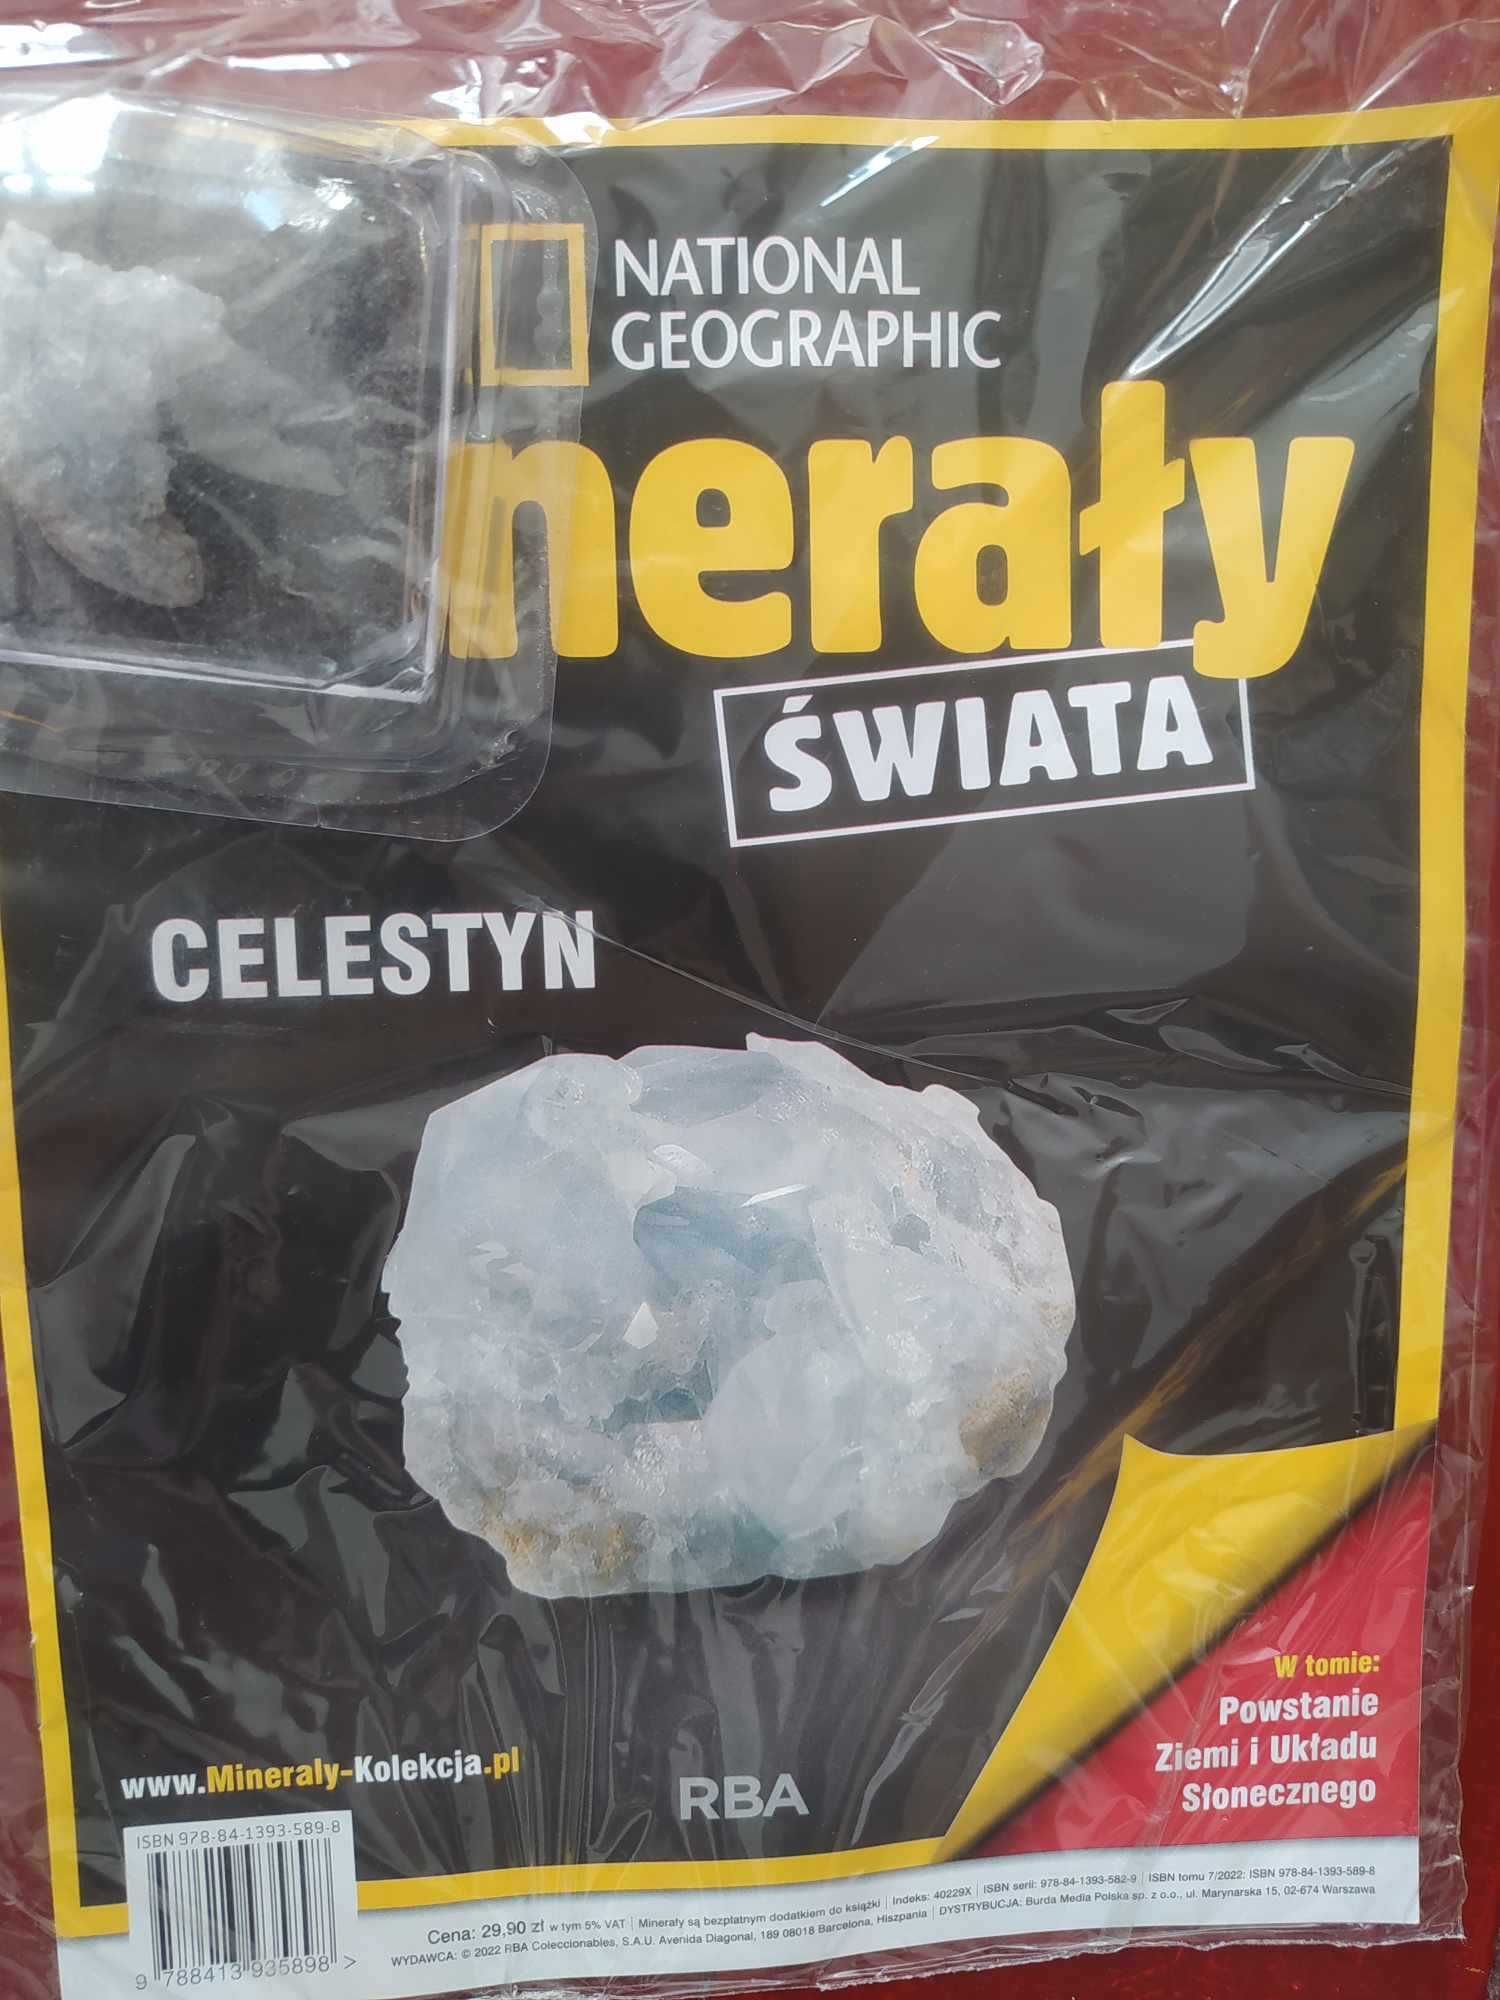 NATIONAL
GEOGRAPHIC
nerały
ŚWIATA
CELESTYN
W tomie:
Powstanie
Ziemi i Układu
Słonecznego
www.Mineraly-Kolekcja.pl
RBA
ISBN 978-84-1393-589-8
9 788413 935898 >
Cena: 29,90 zł w tym 5% VAT | Minerały są bezpłatnym dodatkiem do książki | Indeks: 40229X | ISBN serii: 978-84-1393-582-9 | ISBN tomu 7/2022: ISBN 978-84-1393-589-8
WYDAWCA: © 2022 RBA Coleccionables, S.A.U. Avenida Diagonal, 189 08018 Barcelona, Hiszpania | DYSTRYBUCJA: Burda Media Polska sp. z o.o., ul. Marynarska 15, 02-674 Warszawa